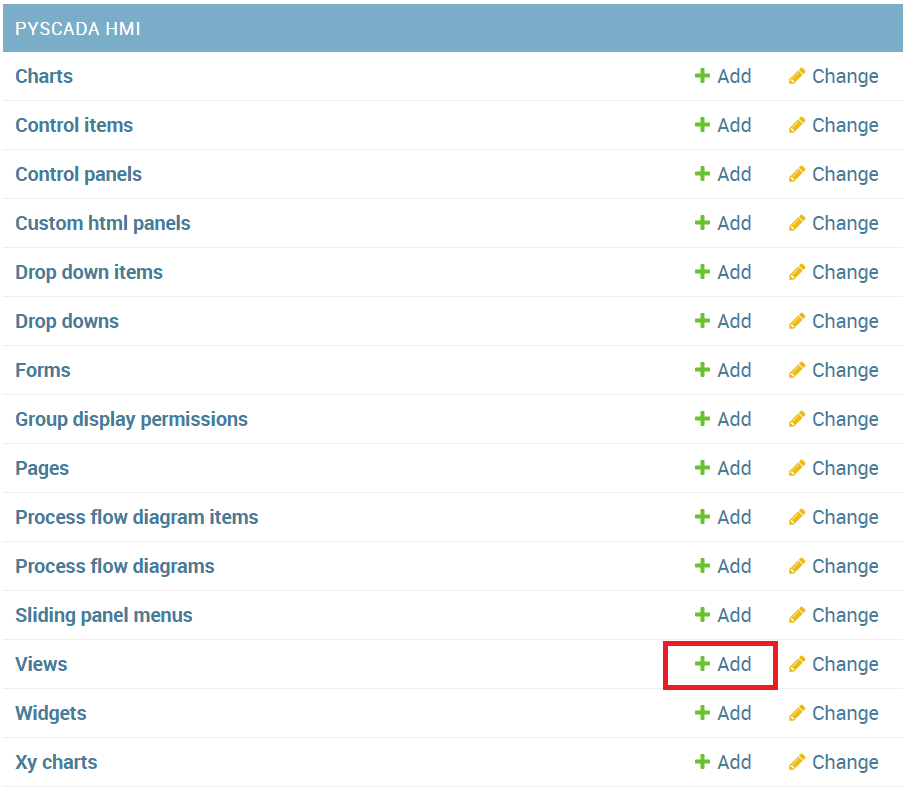 PYSCADA HMI
Charts Add Change
Control items Add Change
Control panels Add Change
Custom html panels Add Change
Drop down items Add Change
Drop downs Add Change
Forms Add Change
Group display permissions Add Change
Pages Add Change
Process flow diagram items Add Change
Process flow diagrams Add Change
Sliding panel menus Add Change
Views Add Change
Widgets Add Change
Xy charts Add Change